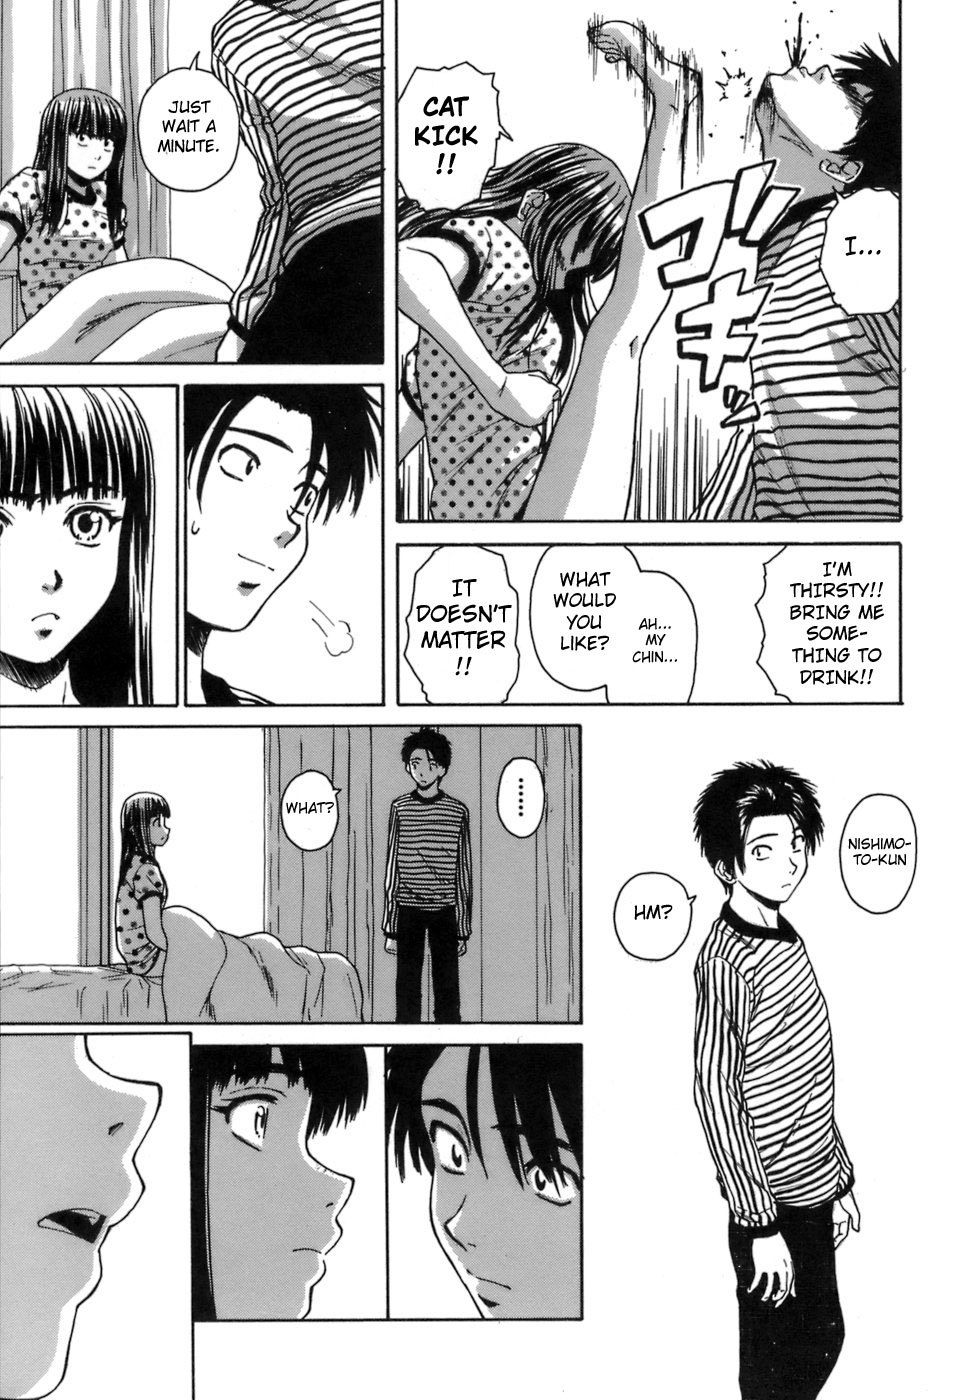 I...
CAT
KICK
!!
ゴキッ
JUST
WAIT A
MINUTE.
I'M
THIRSTY!!
BRING ME
SOME-
THING TO
DRINK!!
AH...
MY
CHIN...
WHAT
WOULD
YOU
LIKE?
IT
DOESN'T
MATTER
!!
NISHIMO-
TO-KUN
HM?
........
WHAT?